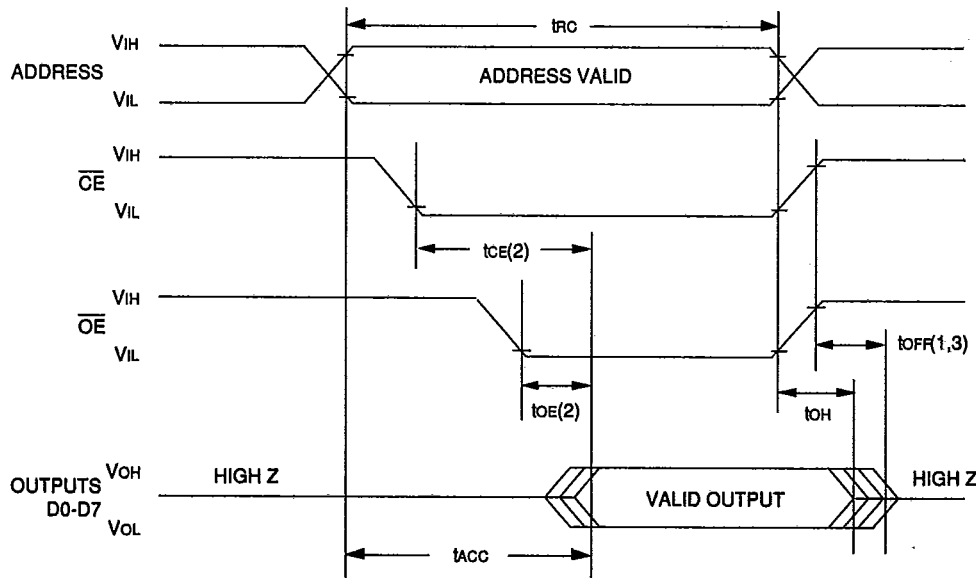 tRC
VIH
ADDRESS
ADDRESS VALID
VIL
VIH
CE
VIL
tCE(2)
VIH
OE
VIL
tOFF(1,3)
tOE(2)
tOH
VOH
HIGH Z
OUTPUTS
D0-D7
VALID OUTPUT
HIGH Z
VOL
tACC